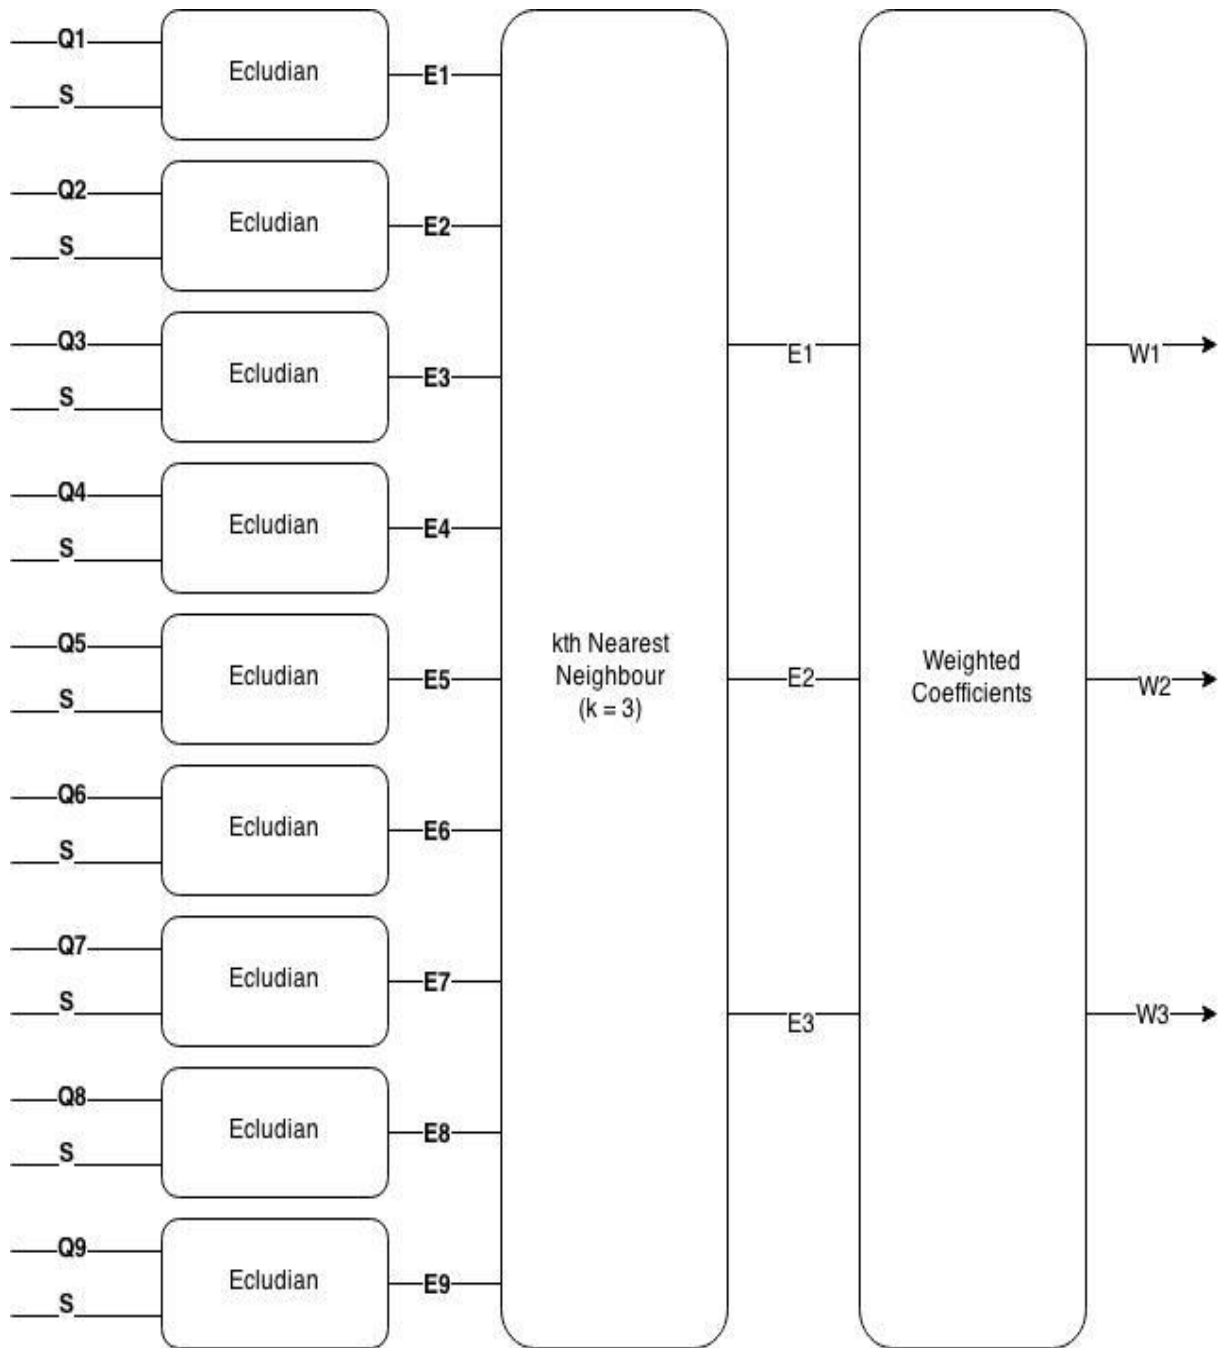 Q1
S
Ecludian
E1
Q2
S
Ecludian
E2
Q3
S
Ecludian
E3
Q4
S
Ecludian
E4
Q5
S
Ecludian
E5
Q6
S
Ecludian
E6
Q7
S
Ecludian
E7
Q8
S
Ecludian
E8
Q9
S
Ecludian
E9
kth Nearest
Neighbour
(k = 3)
E1
E2
E3
Weighted
Coefficients
W1
W2
W3